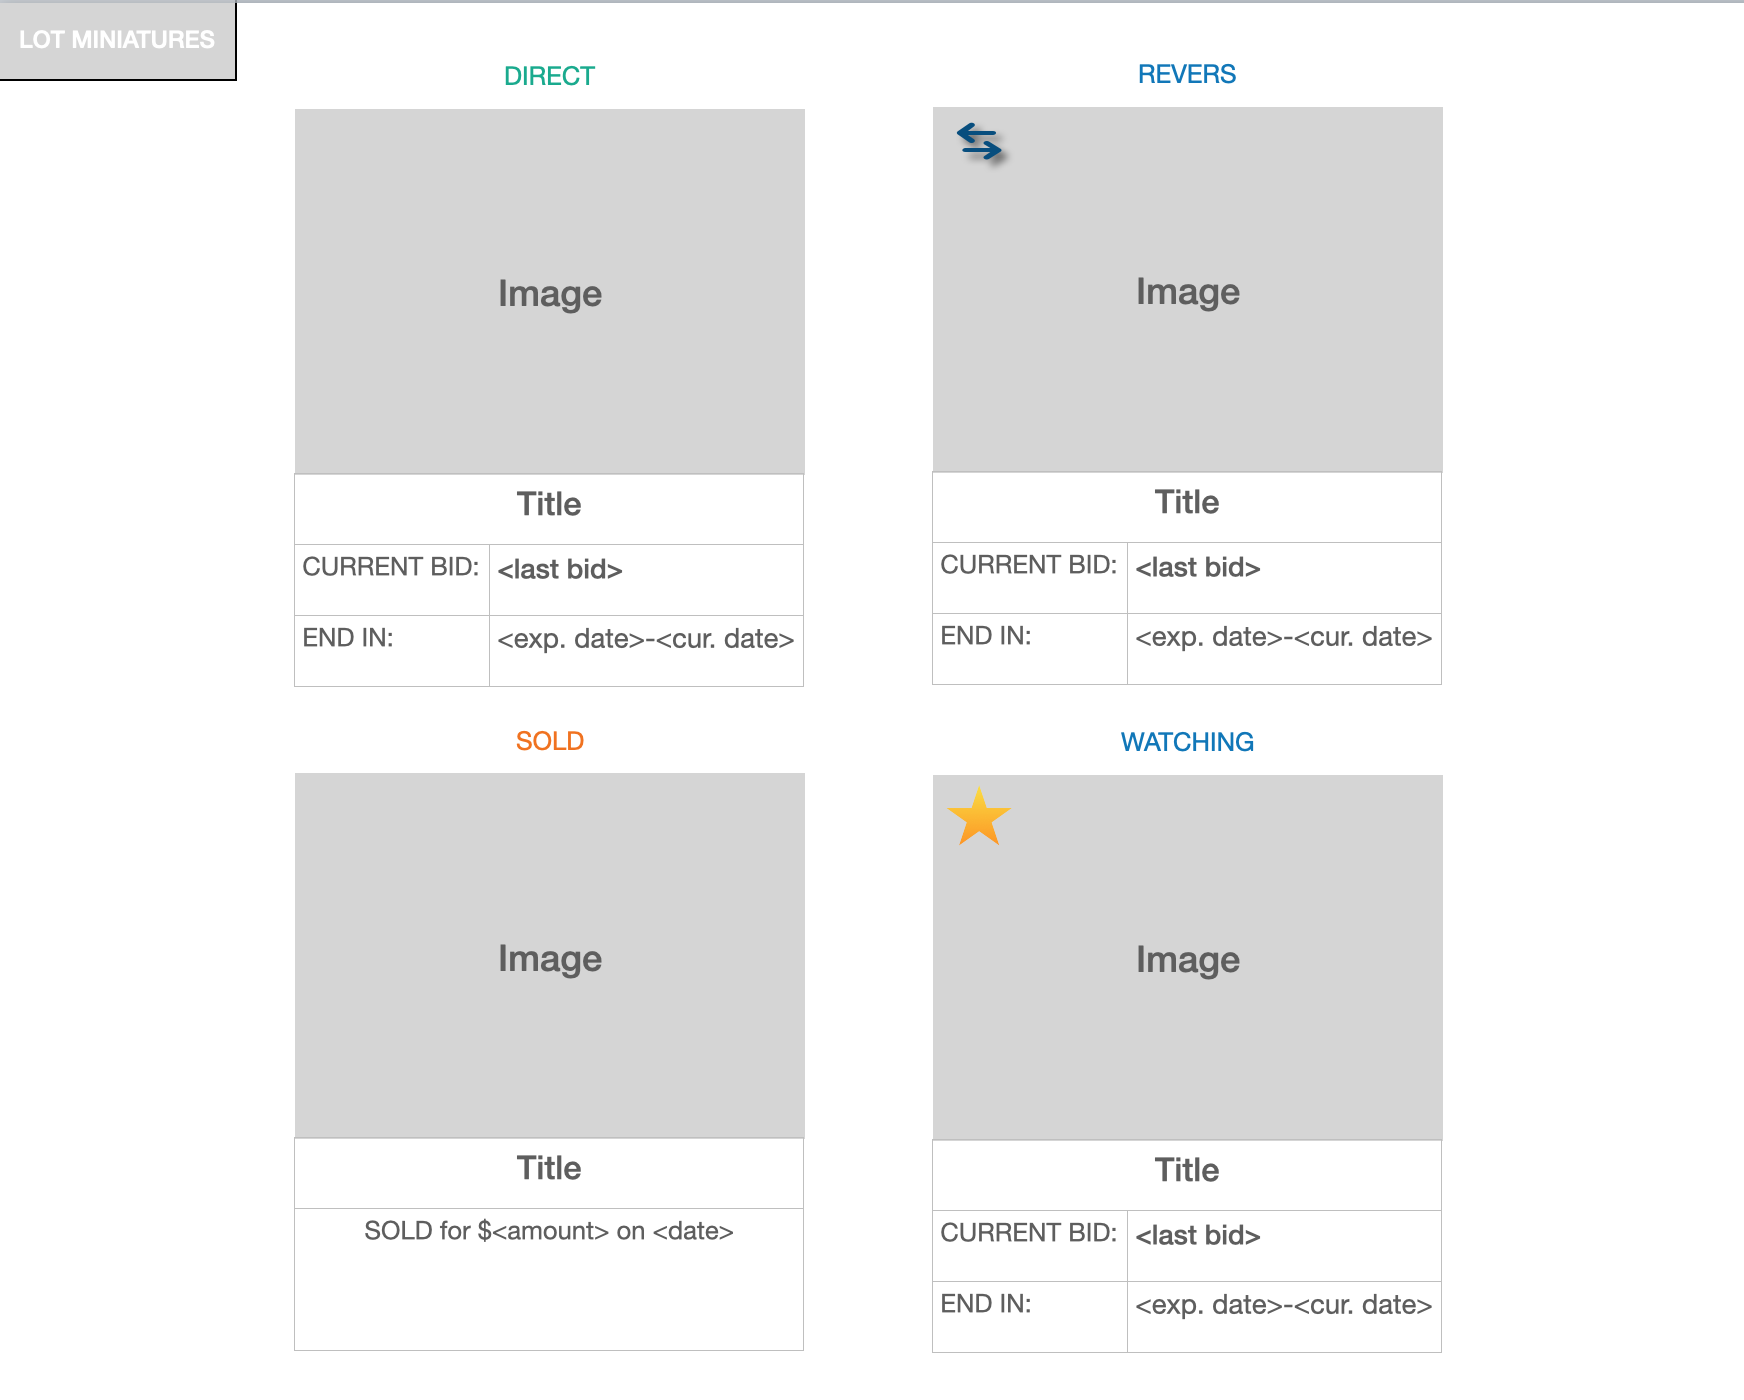 LOT MINIATURES
DIRECT
Image
Title
CURRENT BID: <last bid>
END IN: <exp. date>-<cur. date>
REVERS
Image
Title
CURRENT BID: <last bid>
END IN: <exp. date>-<cur. date>
SOLD
Image
Title
SOLD for $<amount> on <date>
WATCHING
Image
Title
CURRENT BID: <last bid>
END IN: <exp. date>-<cur. date>